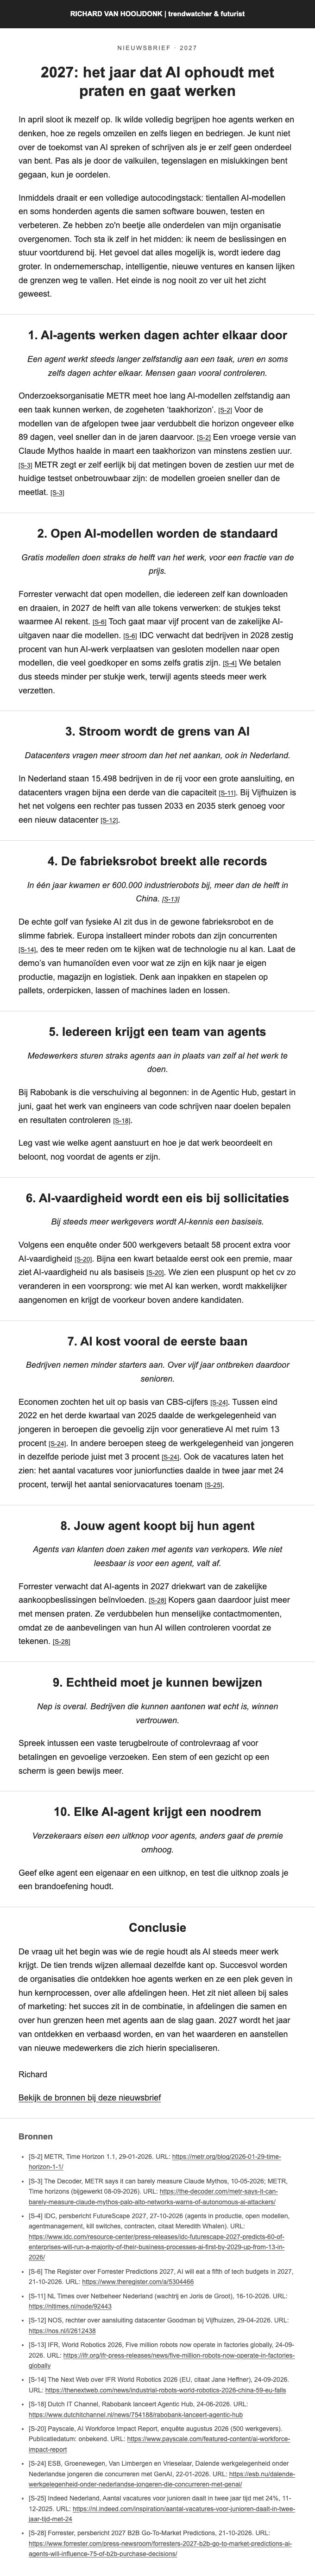 RICHARD VAN HOOIJDONK | trendwatcher & futurist
NIEUWSBRIEF · 2027
2027: het jaar dat AI ophoudt met
praten en gaat werken
In april sloot ik mezelf op. Ik wilde volledig begrijpen hoe agents werken en
denken, hoe ze regels omzeilen en zelfs liegen en bedriegen. Je kunt niet
over de toekomst van AI spreken of schrijven als je er zelf geen onderdeel
van bent. Pas als je door de valkuilen, tegenslagen en mislukkingen bent
gegaan, kun je oordelen.
Inmiddels draait er een volledige autocodingstack: tientallen AI-modellen
en soms honderden agents die samen software bouwen, testen en
verbeteren. Ze hebben zo'n beetje alle onderdelen van mijn organisatie
overgenomen. Toch sta ik zelf in het midden: ik neem de beslissingen en
stuur voortdurend bij. Het gevoel dat alles mogelijk is, wordt iedere dag
groter. In ondernemerschap, intelligentie, nieuwe ventures en kansen lijken
de grenzen weg te vallen. Het einde is nog nooit zo ver uit het zicht
geweest.
1. AI-agents werken dagen achter elkaar door
Een agent werkt steeds langer zelfstandig aan een taak, uren en soms
zelfs dagen achter elkaar. Mensen gaan vooral controleren.
Onderzoeksorganisatie METR meet hoe lang AI-modellen zelfstandig aan
een taak kunnen werken, de zogeheten 'taakhorizon'. [S-2] Voor de
modellen van de afgelopen twee jaar verdubbelt die horizon ongeveer elke
89 dagen, veel sneller dan in de jaren daarvoor. [S-2] Een vroege versie van
Claude Mythos haalde in maart een taakhorizon van minstens zestien uur.
[S-3] METR zegt er zelf eerlijk bij dat metingen boven de zestien uur met de
huidige testset onbetrouwbaar zijn: de modellen groeien sneller dan de
meetlat. [S-3]
2. Open AI-modellen worden de standaard
Gratis modellen doen straks de helft van het werk, voor een fractie van de
prijs.
Forrester verwacht dat open modellen, die iedereen zelf kan downloaden
en draaien, in 2027 de helft van alle tokens verwerken: de stukjes tekst
waarmee AI rekent. [S-6] Toch gaat maar vijf procent van de zakelijke AI-
uitgaven naar die modellen. [S-6] IDC verwacht dat bedrijven in 2028 zestig
procent van hun AI-werk verplaatsen van gesloten modellen naar open
modellen, die veel goedkoper en soms zelfs gratis zijn. [S-4] We betalen
dus steeds minder per stukje werk, terwijl agents steeds meer werk
verzetten.
3. Stroom wordt de grens van AI
Datacenters vragen meer stroom dan het net aankan, ook in Nederland.
In Nederland staan 15.498 bedrijven in de rij voor een grote aansluiting, en
datacenters vragen bijna een derde van die capaciteit [S-11]. Bij Vijfhuizen is
het net volgens een rechter pas tussen 2033 en 2035 sterk genoeg voor
een nieuw datacenter [S-12].
4. De fabrieksrobot breekt alle records
In één jaar kwamen er 600.000 industrierobots bij, meer dan de helft in
China. [S-13]
De echte golf van fysieke AI zit dus in de gewone fabrieksrobot en de
slimme fabriek. Europa installeert minder robots dan zijn concurrenten
[S-14], des te meer reden om te kijken wat de technologie nu al kan. Laat de
demo's van humanoïden even voor wat ze zijn en kijk naar je eigen
productie, magazijn en logistiek. Denk aan inpakken en stapelen op
pallets, orderpicken, lassen of machines laden en lossen.
5. Iedereen krijgt een team van agents
Medewerkers sturen straks agents aan in plaats van zelf al het werk te
doen.
Bij Rabobank is die verschuiving al begonnen: in de Agentic Hub, gestart in
juni, gaat het werk van engineers van code schrijven naar doelen bepalen
en resultaten controleren [S-18].
Leg vast wie welke agent aanstuurt en hoe je dat werk beoordeelt en
beloont, nog voordat de agents er zijn.
6. AI-vaardigheid wordt een eis bij sollicitaties
Bij steeds meer werkgevers wordt AI-kennis een basiseis.
Volgens een enquête onder 500 werkgevers betaalt 58 procent extra voor
AI-vaardigheid [S-20]. Bijna een kwart betaalde eerst ook een premie, maar
ziet AI-vaardigheid nu als basiseis [S-20]. We zien een pluspunt op het cv zo
veranderen in een voorsprong: wie met AI kan werken, wordt makkelijker
aangenomen en krijgt de voorkeur boven andere kandidaten.
7. AI kost vooral de eerste baan
Bedrijven nemen minder starters aan. Over vijf jaar ontbreken daardoor
senioren.
Economen zochten het uit op basis van CBS-cijfers [S-24]. Tussen eind
2022 en het derde kwartaal van 2025 daalde de werkgelegenheid van
jongeren in beroepen die gevoelig zijn voor generatieve AI met ruim 13
procent [S-24]. In andere beroepen steeg de werkgelegenheid van jongeren
in dezelfde periode juist met 3 procent [S-24]. Ook de vacatures laten het
zien: het aantal vacatures voor juniorfuncties daalde in twee jaar met 24
procent, terwijl het aantal seniorvacatures toenam [S-25].
8. Jouw agent koopt bij hun agent
Agents van klanten doen zaken met agents van verkopers. Wie niet
leesbaar is voor een agent, valt af.
Forrester verwacht dat AI-agents in 2027 driekwart van de zakelijke
aankoopbeslissingen beïnvloeden. [S-28] Kopers gaan daardoor juist meer
met mensen praten. Ze verdubbelen hun menselijke contactmomenten,
omdat ze de aanbevelingen van hun AI willen controleren voordat ze
tekenen. [S-28]
9. Echtheid moet je kunnen bewijzen
Nep is overal. Bedrijven die kunnen aantonen wat echt is, winnen
vertrouwen.
Spreek intussen een vaste terugbelroute of controlevraag af voor
betalingen en gevoelige verzoeken. Een stem of een gezicht op een
scherm is geen bewijs meer.
10. Elke AI-agent krijgt een noodrem
Verzekeraars eisen een uitknop voor agents, anders gaat de premie
omhoog.
Geef elke agent een eigenaar en een uitknop, en test die uitknop zoals je
een brandoefening houdt.
Conclusie
De vraag uit het begin was wie de regie houdt als AI steeds meer werk
krijgt. De tien trends wijzen allemaal dezelfde kant op. Succesvol worden
de organisaties die ontdekken hoe agents werken en ze een plek geven in
hun kernprocessen, over alle afdelingen heen. Het zit niet alleen bij sales
of marketing: het succes zit in de combinatie, in afdelingen die samen en
over hun grenzen heen met agents aan de slag gaan. 2027 wordt het jaar
van ontdekken en verbaasd worden, en van het waarderen en aanstellen
van nieuwe medewerkers die zich hierin specialiseren.
Richard
Bekijk de bronnen bij deze nieuwsbrief
Bronnen
[S-2] METR, Time Horizon 1.1, 29-01-2026. URL: https://metr.org/blog/2026-01-29-time-
horizon-1-1/
[S-3] The Decoder, METR says it can barely measure Claude Mythos, 10-05-2026; METR,
Time horizons (bijgewerkt 08-09-2026). URL: https://the-decoder.com/metr-says-it-can-
barely-measure-claude-mythos-palo-alto-networks-warns-of-autonomous-ai-attackers/
[S-4] IDC, persbericht FutureScape 2027, 27-10-2026 (agents in productie, open modellen,
agentmanagement, kill switches, contracten, citaat Meredith Whalen). URL:
https://www.idc.com/resource-center/press-releases/idc-futurescape-2027-predicts-60-of-
enterprises-will-run-a-majority-of-their-business-processes-ai-first-by-2029-up-from-13-in-
2026/
[S-6] The Register over Forrester Predictions 2027, AI will eat a fifth of tech budgets in 2027,
21-10-2026. URL: https://www.theregister.com/a/5304466
[S-11] NL Times over Netbeheer Nederland (wachtrij en Joris de Groot), 16-10-2026. URL:
https://nltimes.nl/node/92443
[S-12] NOS, rechter over aansluiting datacenter Goodman bij Vijfhuizen, 29-04-2026. URL:
https://nos.nl/l/2612438
[S-13] IFR, World Robotics 2026, Five million robots now operate in factories globally, 24-09-
2026. URL: https://ifr.org/ifr-press-releases/news/five-million-robots-now-operate-in-factories-
globally
[S-14] The Next Web over IFR World Robotics 2026 (EU, citaat Jane Heffner), 24-09-2026.
URL: https://thenextweb.com/news/industrial-robots-world-robotics-2026-china-59-eu-falls
[S-18] Dutch IT Channel, Rabobank lanceert Agentic Hub, 24-06-2026. URL:
https://www.dutchitchannel.nl/news/754188/rabobank-lanceert-agentic-hub
[S-20] Payscale, AI Workforce Impact Report, enquête augustus 2026 (500 werkgevers).
Publicatiedatum: onbekend. URL: https://www.payscale.com/featured-content/ai-workforce-
impact-report
[S-24] ESB, Groenewegen, Van Limbergen en Vrieselaar, Dalende werkgelegenheid onder
Nederlandse jongeren die concurreren met GenAI, 22-01-2026. URL: https://esb.nu/dalende-
werkgelegenheid-onder-nederlandse-jongeren-die-concurreren-met-genai/
[S-25] Indeed Nederland, Aantal vacatures voor junioren daalt in twee jaar tijd met 24%, 11-
12-2025. URL: https://nl.indeed.com/inspiration/aantal-vacatures-voor-junioren-daalt-in-twee-
jaar-tijd-met-24
[S-28] Forrester, persbericht 2027 B2B Go-To-Market Predictions, 21-10-2026. URL:
https://www.forrester.com/press-newsroom/forresters-2027-b2b-go-to-market-predictions-ai-
agents-will-influence-75-of-b2b-purchase-decisions/